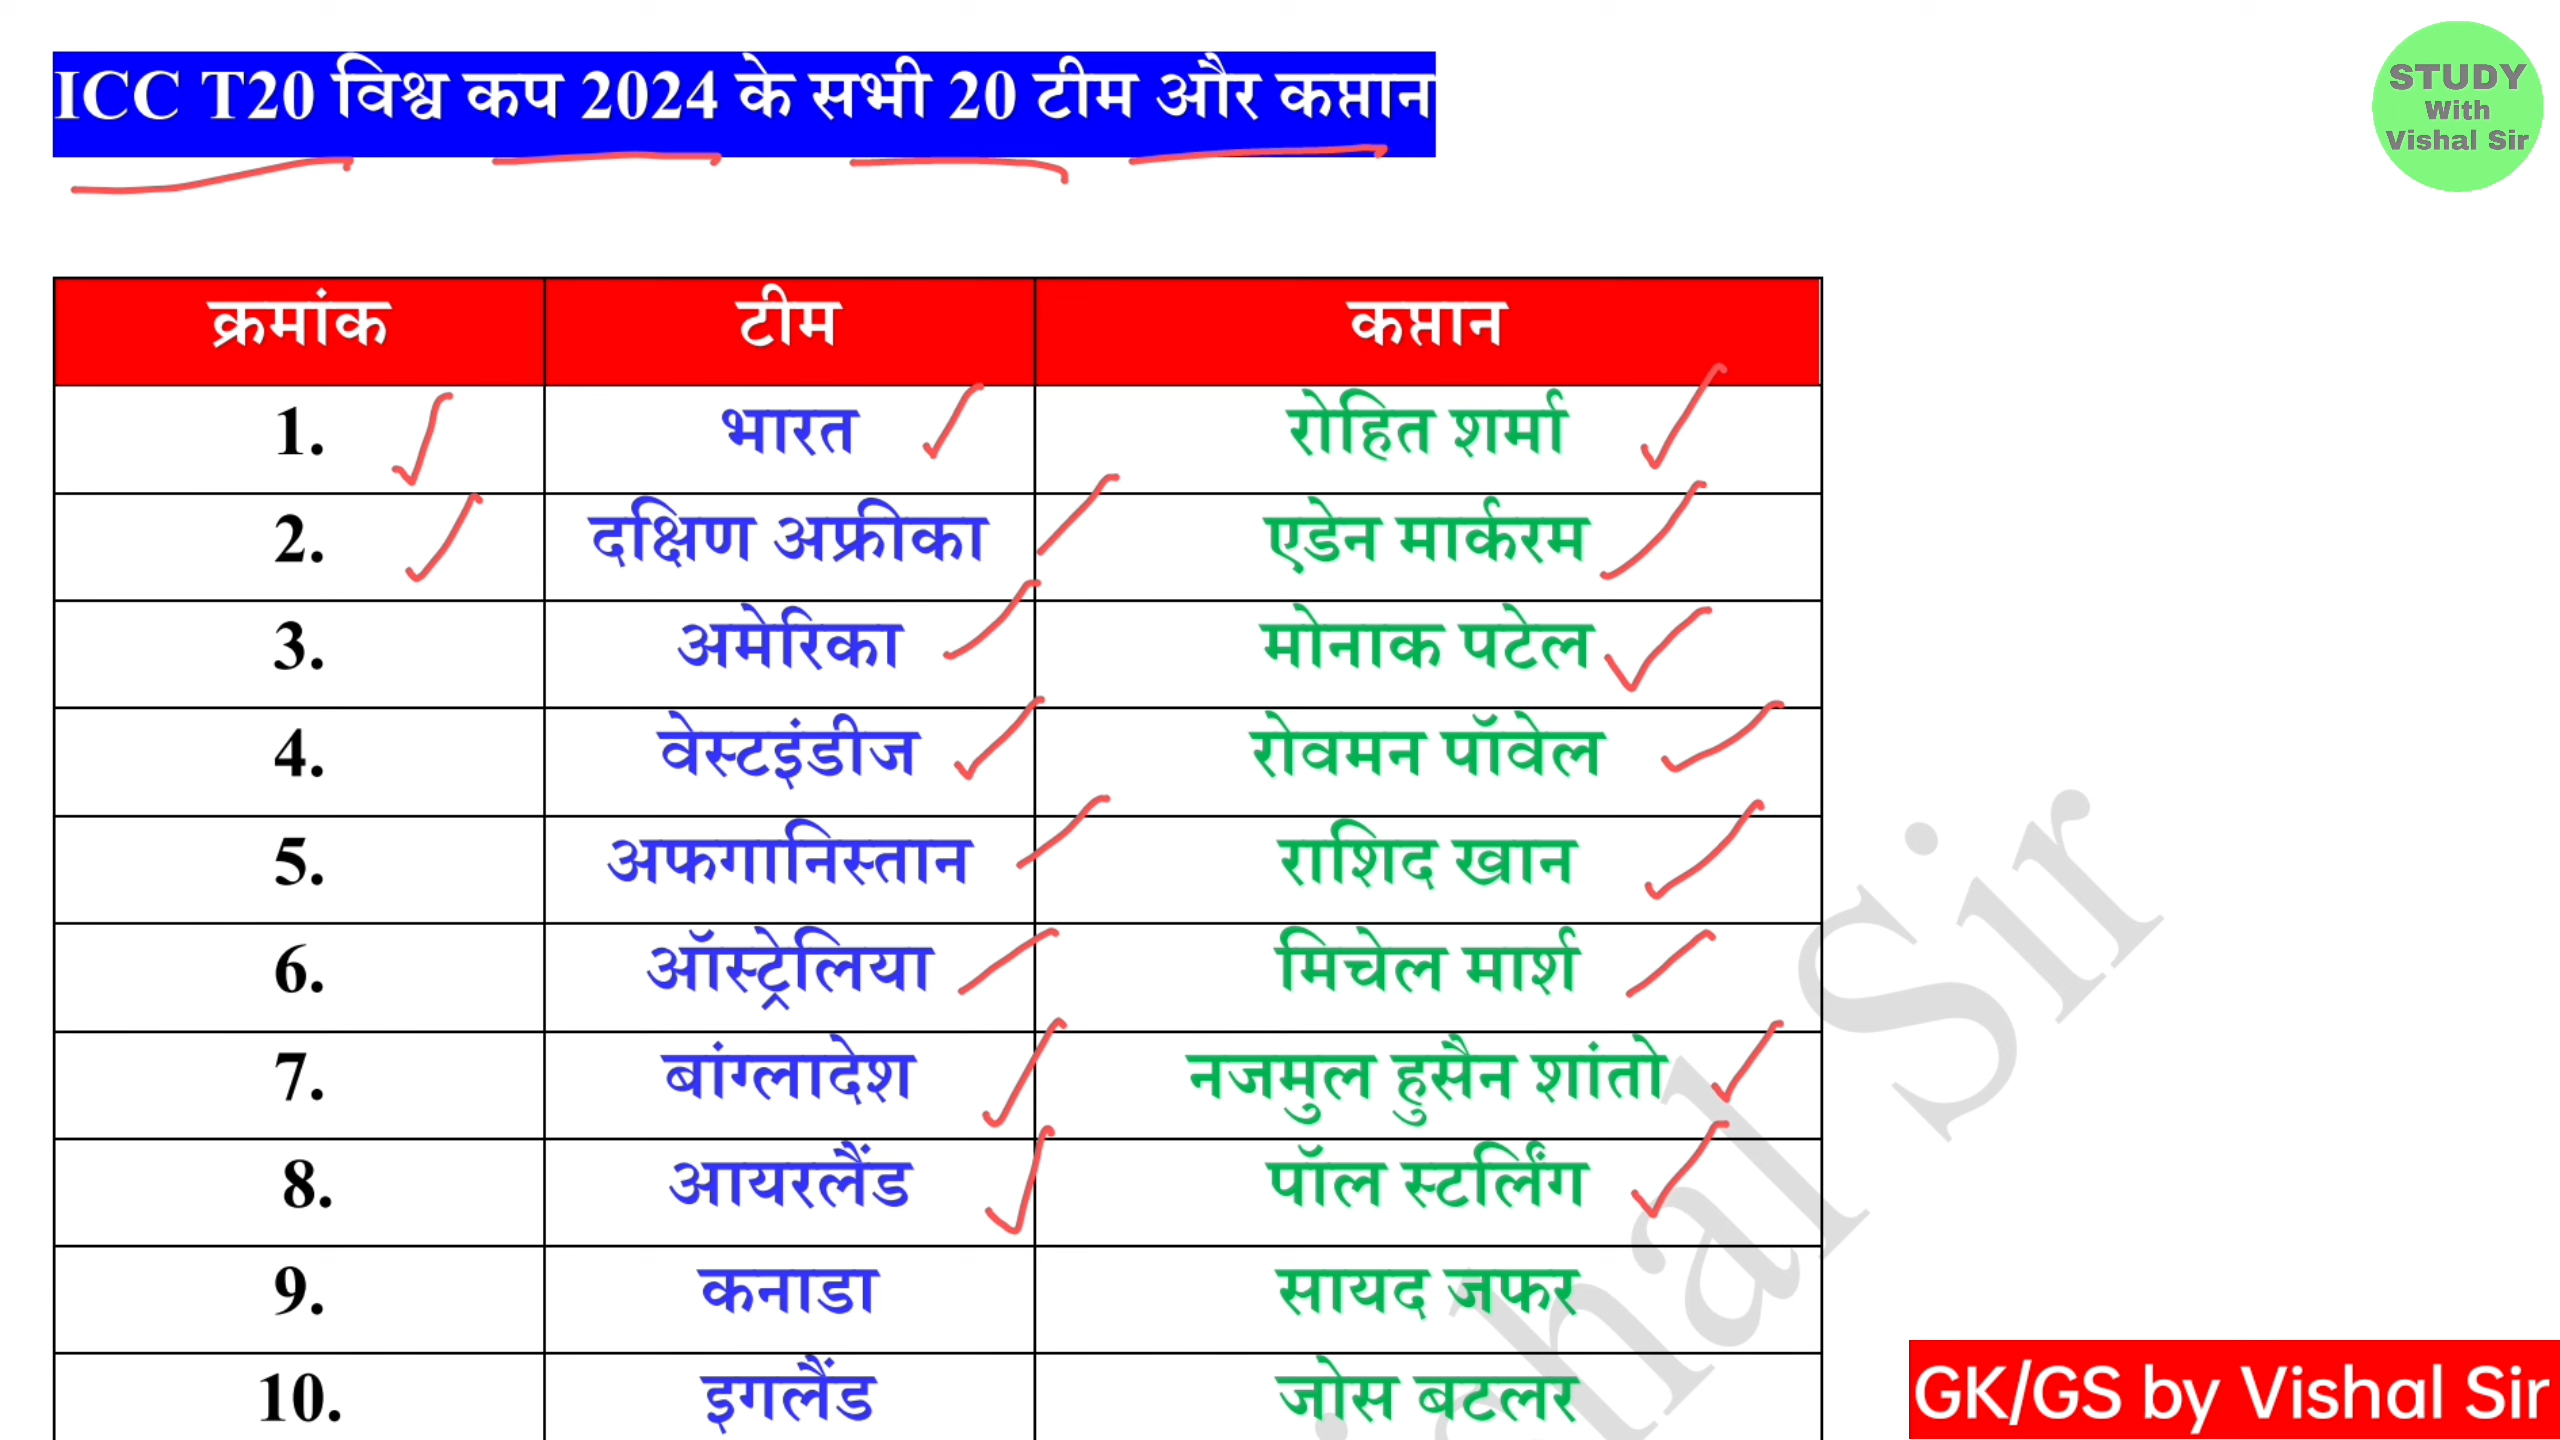 ICC T20 विश्व कप 2024 के सभी 20 टीम और कप्तान
STUDY
With
Vishal Sir
क्रमांक टीम कप्तान
1. भारत रोहित शर्मा
2. दक्षिण अफ्रीका एडेन मार्करम
3. अमेरिका मोनाक पटेल
4. वेस्टइंडीज रोवमन पॉवेल
5. अफगानिस्तान राशिद खान
6. ऑस्ट्रेलिया मिचेल मार्श
7. बांग्लादेश नजमुल हुसैन शांतो
8. आयरलैंड पॉल स्टर्लिंग
9. कनाडा सायद जफर
10. इगलैंड जोस बटलर
hal Sir
GK/GS by Vishal Sir